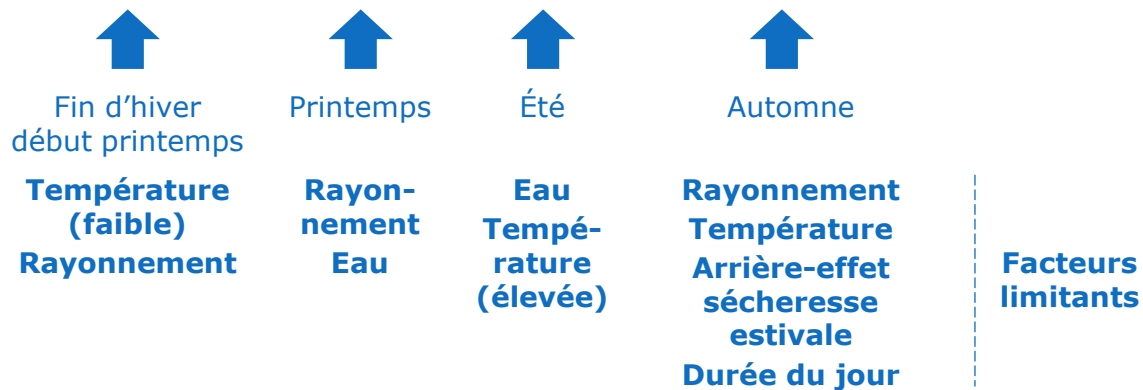 Fin d'hiver
début printemps
Printemps
Été
Automne
Température
(faible)
Rayonnement
Rayon-
nement
Eau
Eau
Tempé-
rature
(élevée)
Rayonnement
Température
Arrière-effet
sécheresse
estivale
Durée du jour
Facteurs
limitants